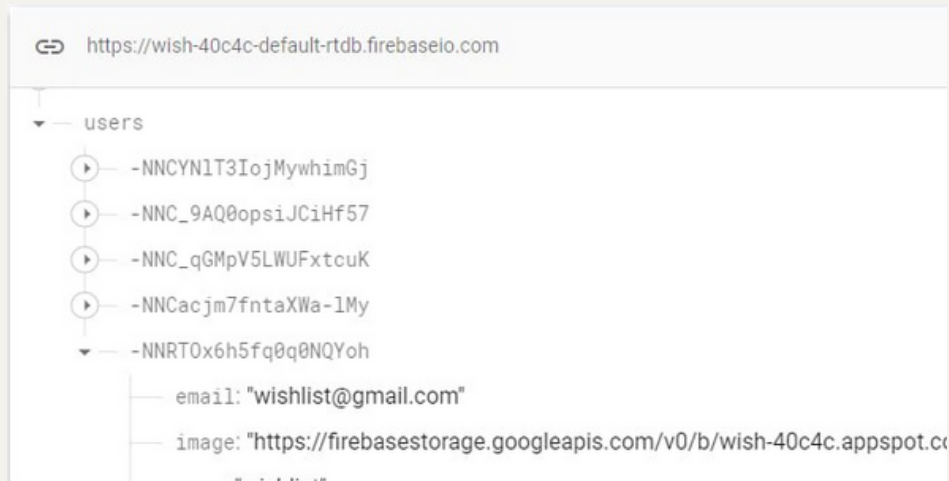 https://wish-40c4c-default-rtdb.firebaseio.com
users
-NNCYNlT3IojMywhimGj
-NNC_9AQ0opsiJCiHf57
-NNC_qGMpV5LWUFxtcuK
-NNCacjm7fntaXWa-lMy
-NNRTOx6h5fq0q0NQYoh
email: "wishlist@gmail.com"
image: "https://firebasestorage.googleapis.com/v0/b/wish-40c4c.appspot.co